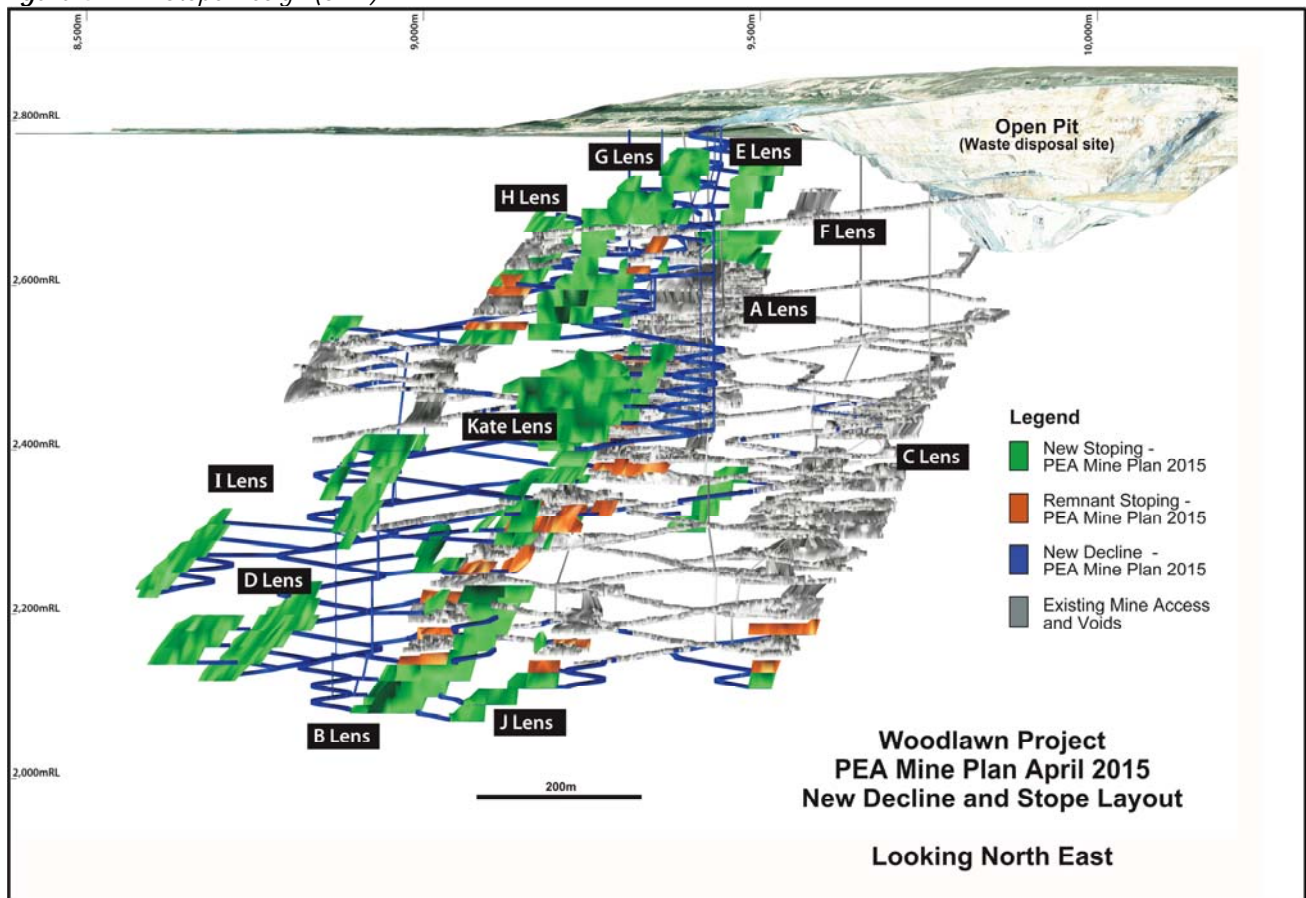 8,500m
9,000m
9,500m
10,000m
2.800mRL
Open Pit
(Waste disposal site)
G Lens
E Lens
H Lens
F Lens
2,600mRL
A Lens
Legend
Kate Lens
2,400mRL
C Lens
New Stoping -
PEA Mine Plan 2015
I Lens
Remnant Stoping -
PEA Mine Plan 2015
New Decline -
PEA Mine Plan 2015
D Lens
2,200mRL
Existing Mine Access
and Voids
B Lens
J Lens
Woodlawn Project
PEA Mine Plan April 2015
New Decline and Stope Layout
2,000mRL
200m
Looking North East